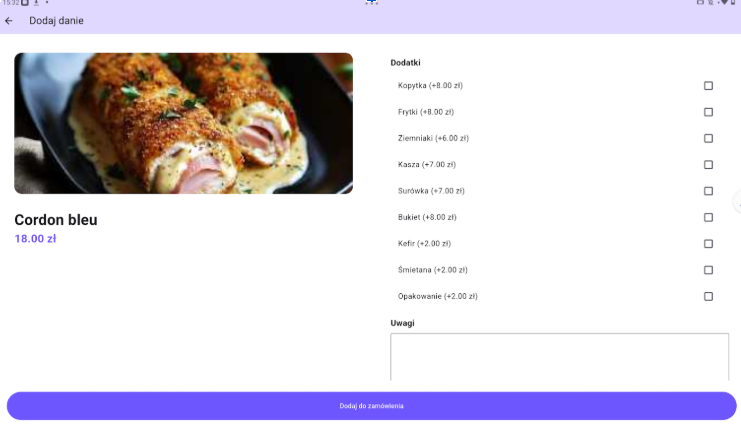 15:32
Dodaj danie
Cordon bleu
18.00 zł
Dodatki
Kopytka (+8.00 zł)
Frytki (+8.00 zł)
Ziemniaki (+6.00 zł)
Kasza (+7.00 zł)
Surówka (+7.00 zł)
Bukiet (+8.00 zł)
Kefir (+2.00 zł)
Śmietana (+2.00 zł)
Opakowanie (+2.00 zł)
Uwagi
Dodaj do zamówienia